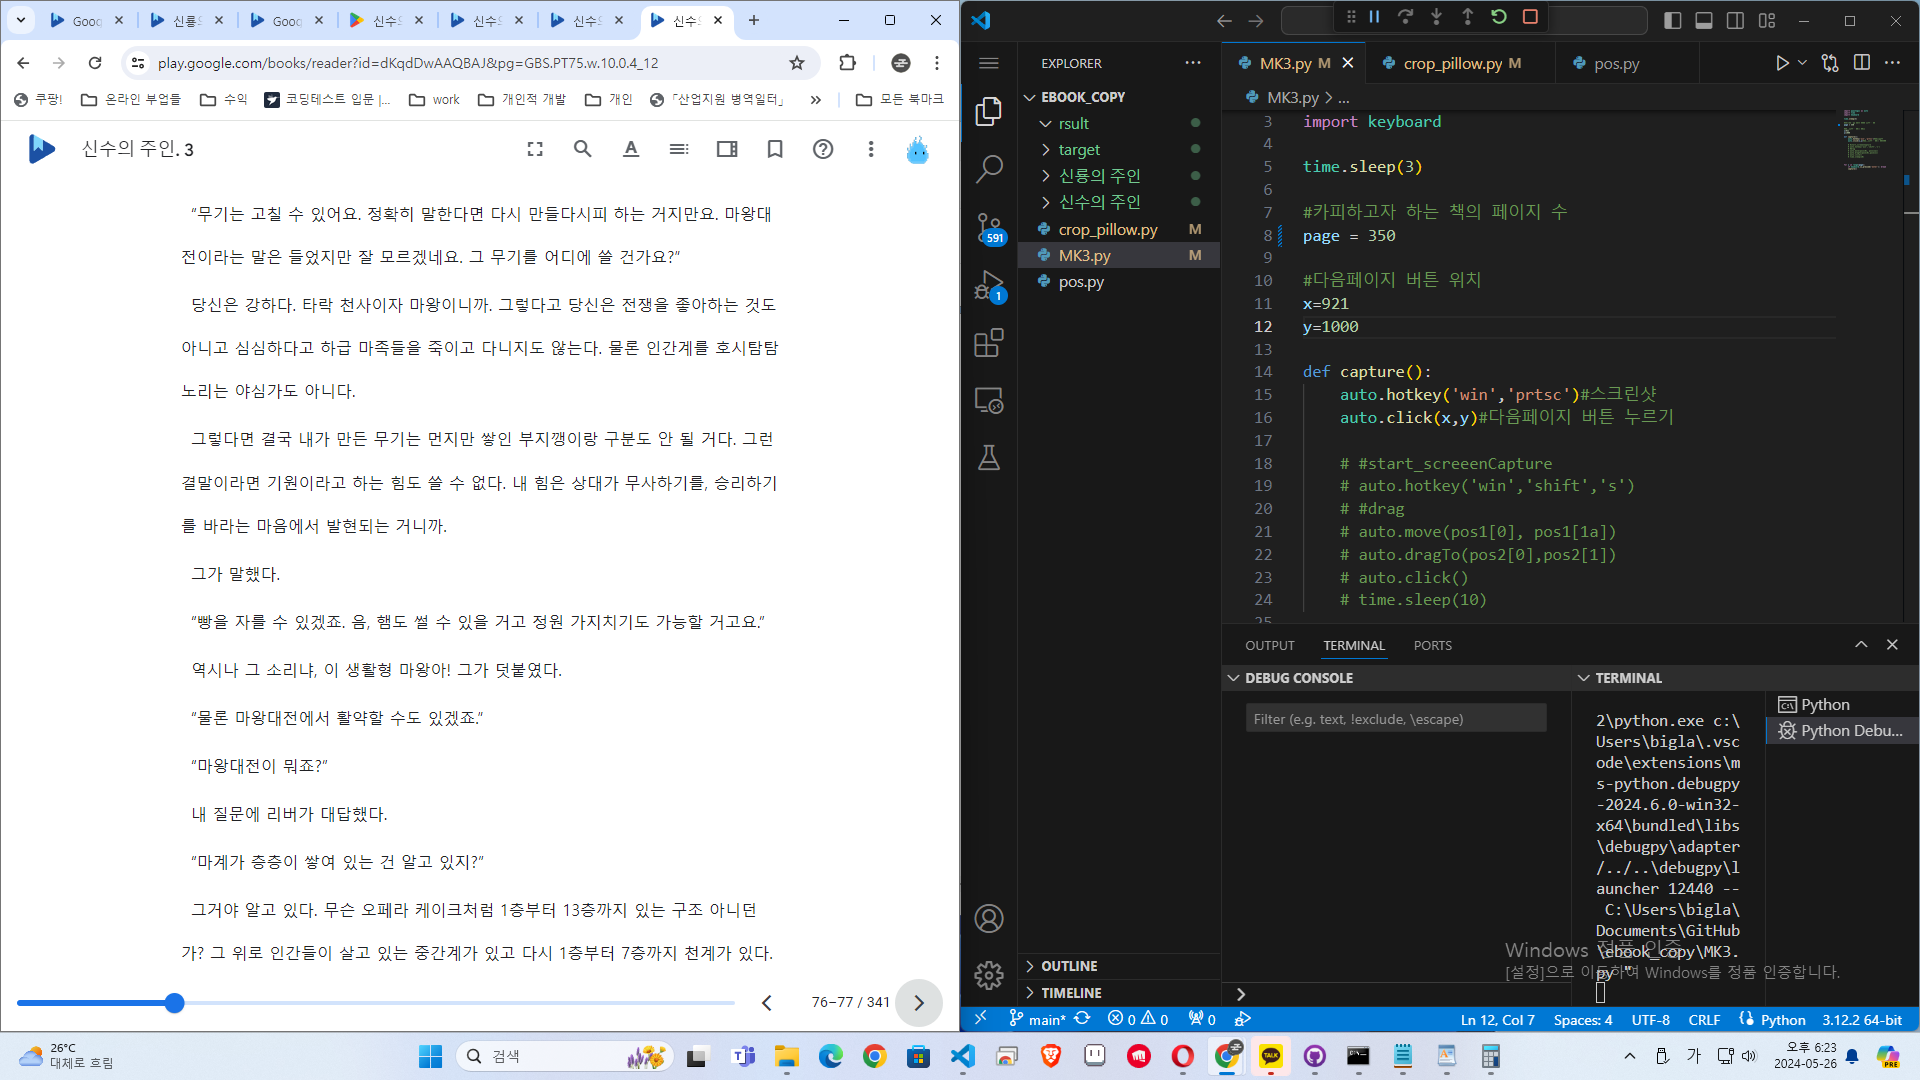 Goog
신룡의
Goog
신수의
신수의
신수의
신수의
play.google.com/books/reader?id=dKqdDwAAQBAJ&pg=GBS.PT75.w.10.0.4_12
쿠팡!
온라인 부업들
수익
코딩테스트 입문 |...
work
개인적 개발
개인
「산업지원 병역일터」
»
모든 북마크
신수의 주인. 3
“무기는 고칠 수 있어요. 정확히 말한다면 다시 만들다시피 하는 거지만요. 마왕대
전이라는 말은 들었지만 잘 모르겠네요. 그 무기를 어디에 쓸 건가요?”
당신은 강하다. 타락 천사이자 마왕이니까. 그렇다고 당신은 전쟁을 좋아하는 것도
아니고 심심하다고 하급 마족들을 죽이고 다니지도 않는다. 물론 인간계를 호시탐탐
노리는 야심가도 아니다.
그렇다면 결국 내가 만든 무기는 먼지만 쌓인 부지깽이랑 구분도 안 될 거다. 그런
결말이라면 기원이라고 하는 힘도 쓸 수 없다. 내 힘은 상대가 무사하기를, 승리하기
를 바라는 마음에서 발현되는 거니까.
그가 말했다.
“빵을 자를 수 있겠죠. 음, 햄도 썰 수 있을 거고 정원 가지치기도 가능할 거고요.”
역시나 그 소리냐, 이 생활형 마왕아! 그가 덧붙였다.
“물론 마왕대전에서 활약할 수도 있겠죠.”
“마왕대전이 뭐죠?”
내 질문에 리버가 대답했다.
“마계가 층층이 쌓여 있는 건 알고 있지?”
그거야 알고 있다. 무슨 오페라 케이크처럼 1층부터 13층까지 있는 구조 아니던
가? 그 위로 인간들이 살고 있는 중간계가 있고 다시 1층부터 7층까지 천계가 있다.
76–77 / 341
EXPLORER
EBOOK_COPY
rsult
target
신룡의 주인
신수의 주인
crop_pillow.py M
MK3.py M
pos.py
591
1
OUTLINE
TIMELINE
MK3.py M
crop_pillow.py M
pos.py
MK3.py > ...
3 import keyboard
4
5 time.sleep(3)
6
7 #카피하고자 하는 책의 페이지 수
8 page = 350
9
10 #다음페이지 버튼 위치
11 x=921
12 y=1000
13
14 def capture():
15 auto.hotkey('win','prtsc')#스크린샷
16 auto.click(x,y)#다음페이지 버튼 누르기
17
18 # #start_screeenCapture
19 # auto.hotkey('win','shift','s')
20 # #drag
21 # auto.move(pos1[0], pos1[1a])
22 # auto.dragTo(pos2[0],pos2[1])
23 # auto.click()
24 # time.sleep(10)
25
OUTPUT TERMINAL PORTS
DEBUG CONSOLE
Filter (e.g. text, !exclude, \escape)
TERMINAL
2\python.exe c:\
Users\bigla\.vsc
ode\extensions\m
s-python.debugpy
-2024.6.0-win32-
x64\bundled\libs
\debugpy\adapter
/../..\debugpy\l
auncher 12440 --
C:\Users\bigla\
Documents\GitHub
\ebook_copy\MK3.
py "
Python
Python Debu...
Windows 정품 인증
[설정]으로 이동하여 Windows를 정품 인증합니다.
main* 0 0 0
Ln 12, Col 7 Spaces: 4 UTF-8 CRLF Python 3.12.2 64-bit
26°C
대체로 흐림
검색
TALK
가
오후 6:23
2024-05-26
PRE